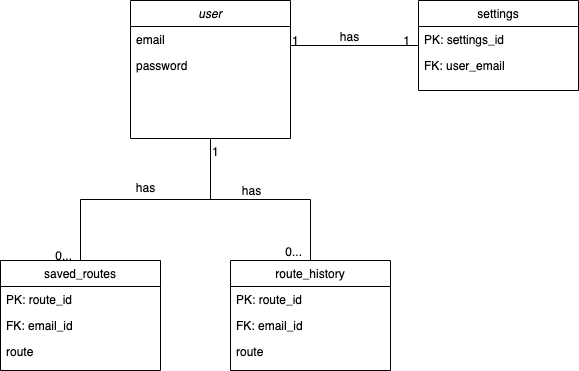 user
email
password
1
has
1
settings
PK: settings_id
FK: user_email
1
has
has
0...
0...
saved_routes
PK: route_id
FK: email_id
route
route_history
PK: route_id
FK: email_id
route